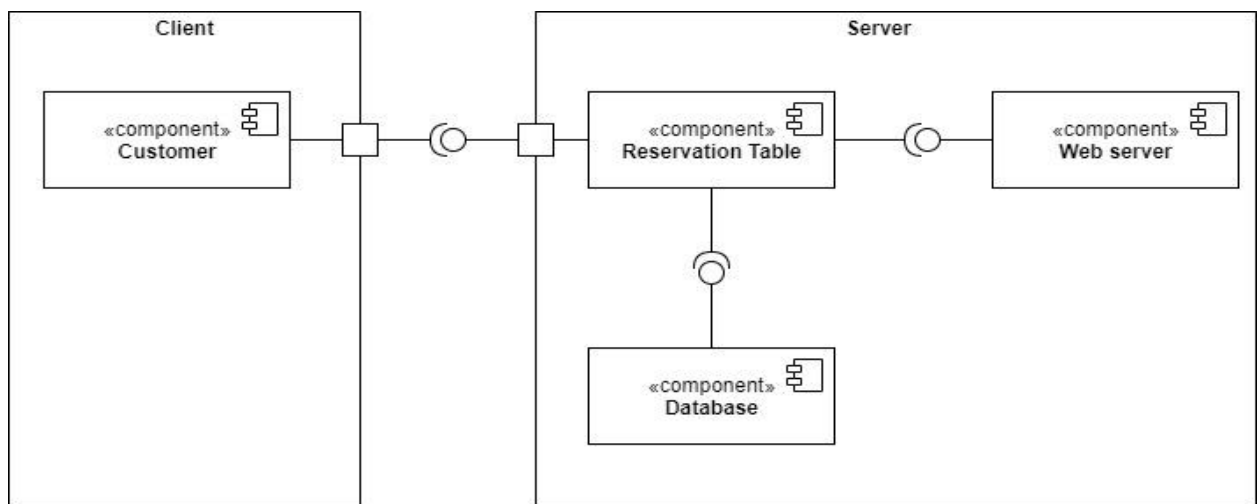 Client
Server
«component»
Customer
«component»
Reservation Table
«component»
Web server
«component»
Database